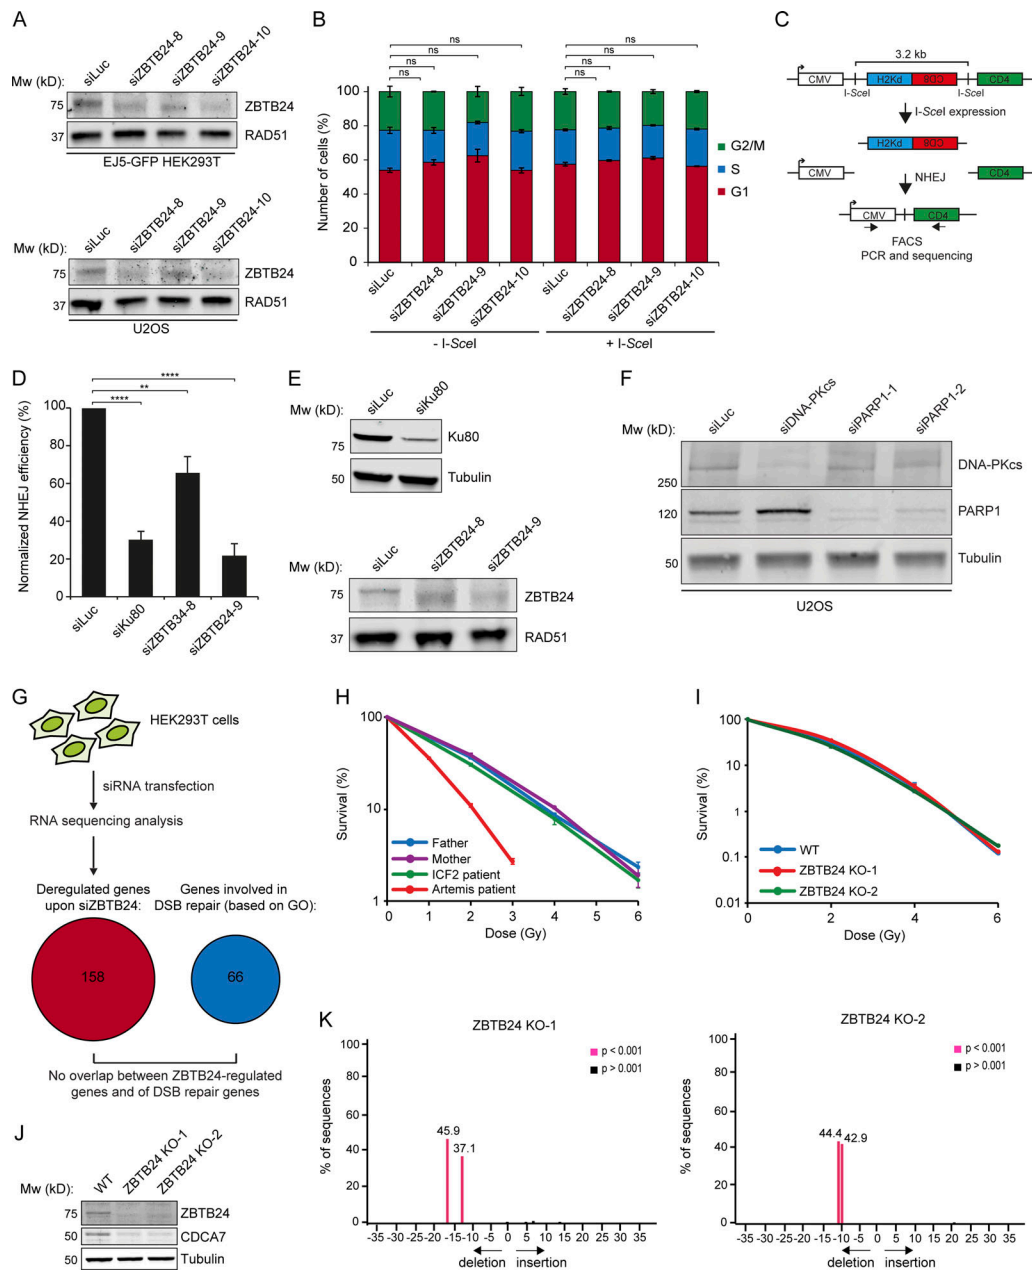 A
Mw (kD):
siLuc
siZBTB24-8
siZBTB24-9
siZBTB24-10
75
ZBTB24
37
RAD51
EJ5-GFP HEK293T
Mw (kD):
siLuc
siZBTB24-8
siZBTB24-9
siZBTB24-10
75
ZBTB24
37
RAD51
U2OS
B
ns
ns
ns
ns
ns
ns
Number of cells (%)
100
80
60
40
20
0
G2/M
S
G1
siLuc
siZBTB24-8
siZBTB24-9
siZBTB24-10
siLuc
siZBTB24-8
siZBTB24-9
siZBTB24-10
- I-SceI
+ I-SceI
C
3.2 kb
CMV
H2Kd
CD8
CD4
I-SceI
I-SceI
I-SceI expression
H2Kd
CD8
CMV
CD4
NHEJ
CMV
CD4
FACS
PCR and sequencing
D
****
**
****
Normalized NHEJ efficiency (%)
100
80
60
40
20
0
siLuc
siKu80
siZBTB34-8
siZBTB24-9
E
Mw (kD):
siLuc
siKu80
75
Ku80
50
Tubulin
Mw (kD):
siLuc
siZBTB24-8
siZBTB24-9
75
ZBTB24
37
RAD51
F
Mw (kD):
siLuc
siDNA-PKcs
siPARP1-1
siPARP1-2
DNA-PKcs
250
120
PARP1
50
Tubulin
U2OS
G
HEK293T cells
siRNA transfection
RNA sequencing analysis
Deregulated genes
upon siZBTB24:
Genes involved in
DSB repair (based on GO):
158
66
No overlap between ZBTB24-regulated
genes and of DSB repair genes
H
Survival (%)
100
10
1
Father
Mother
ICF2 patient
Artemis patient
0 1 2 3 4 5 6
Dose (Gy)
I
Survival (%)
100
10
1
0.1
0.01
WT
ZBTB24 KO-1
ZBTB24 KO-2
0 2 4 6
Dose (Gy)
J
Mw (kD):
WT
ZBTB24 KO-1
ZBTB24 KO-2
75
ZBTB24
50
CDCA7
50
Tubulin
K
ZBTB24 KO-1
% of sequences
100
80
60
40
20
0
p < 0.001
p > 0.001
45.9
37.1
-35 -30 -25 -20 -15 -10 -5 0 5 10 15 20 25 30 35
deletion insertion
ZBTB24 KO-2
% of sequences
100
80
60
40
20
0
p < 0.001
p > 0.001
44.4
42.9
-35 -30 -25 -20 -15 -10 -5 0 5 10 15 20 25 30 35
deletion insertion